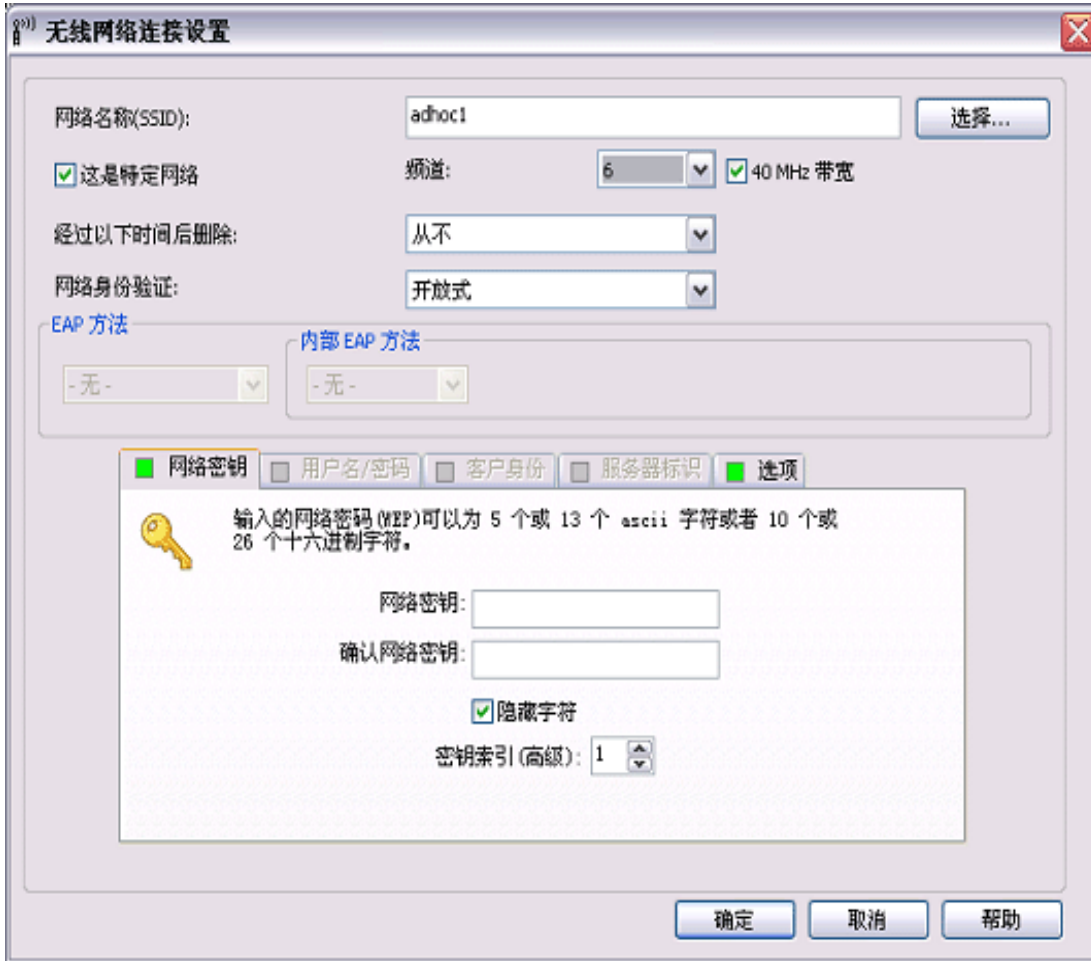 无线网络连接设置
网络名称(SSID):
adhoc1
选择...
这是特定网络
频道:
6
40 MHz 带宽
经过以下时间后删除:
从不
网络身份验证:
开放式
EAP 方法
内部 EAP 方法
- 无 -
- 无 -
网络密钥
用户名/密码
客户身份
服务器标识
选项
输入的网络密码(WEP)可以为 5 个或 13 个 ascii 字符或者 10 个或
26 个十六进制字符。
网络密钥:
确认网络密钥:
隐藏字符
密钥索引(高级):
1
确定
取消
帮助